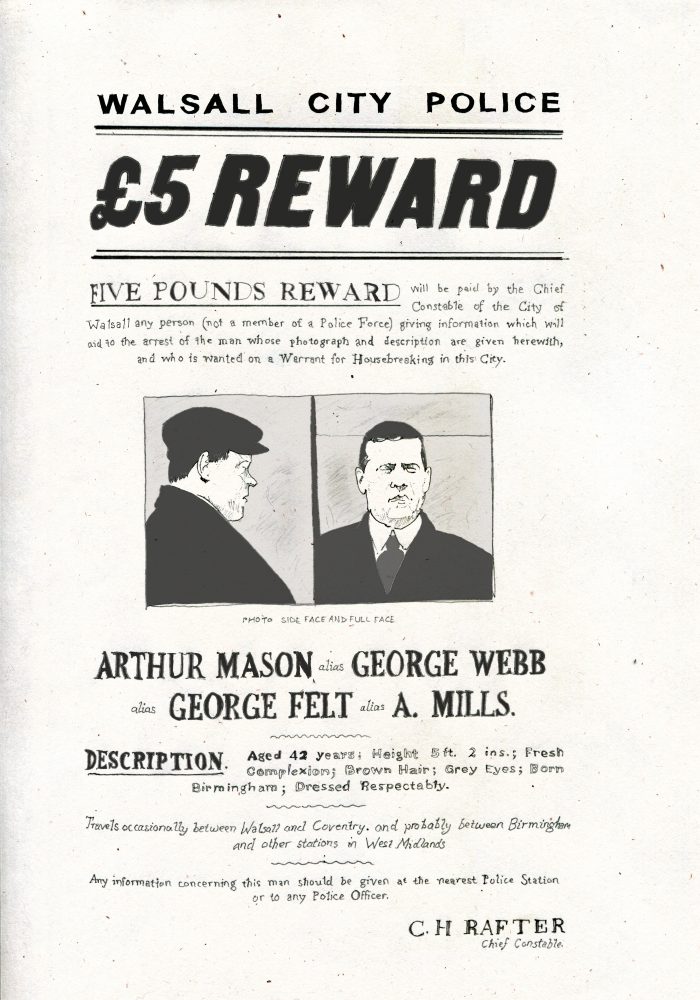 WALSALL CITY POLICE
£5 REWARD
FIVE POUNDS REWARD will be paid by the Chief
Constable of the City of
Walsall any person (not a member of a Police Force) giving information which will
aid to the arrest of the man whose photograph and description are given herewith,
and who is wanted on a Warrant for Housebreaking in this City.
PHOTO SIDE FACE AND FULL FACE
ARTHUR MASON alias GEORGE WEBB
alias GEORGE FELT alias A. MILLS.
DESCRIPTION. Aged 42 years; Height 5 ft. 2 ins.; Fresh
Complexion; Brown Hair; Grey Eyes; Born
Birmingham; Dressed Respectably.
Travels occasionally between Walsall and Coventry. and probably between Birmingham
and other stations in West Midlands
Any information concerning this man should be given at the nearest Police Station
or to any Police Officer.
C. H RAFTER
Chief Constable.